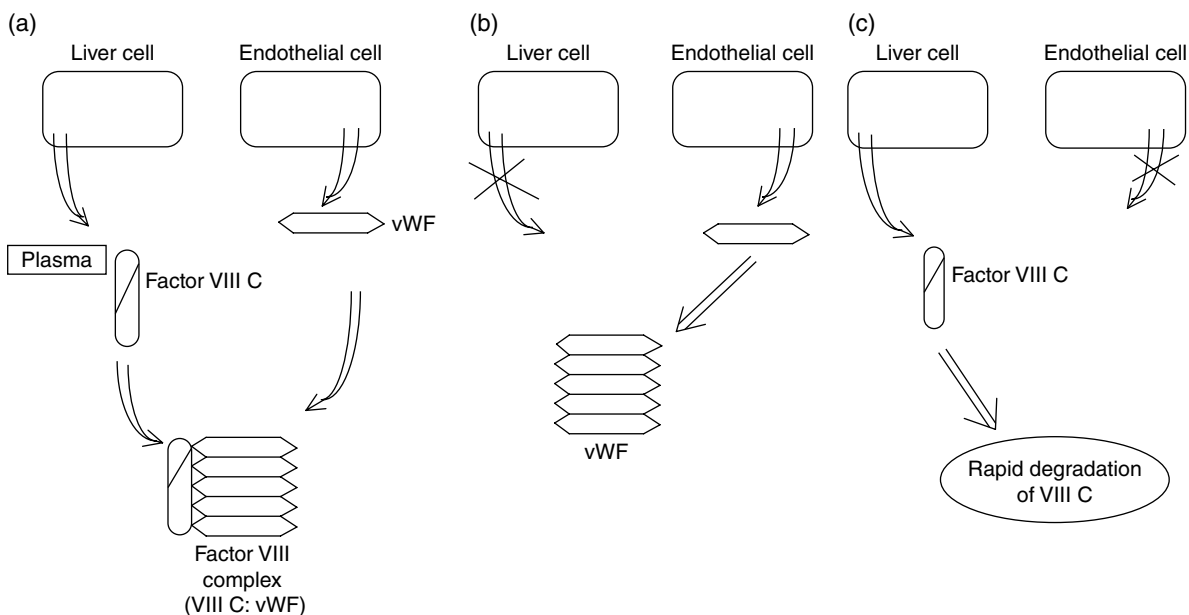 (a)
Liver cell
Endothelial cell
vWF
Plasma
Factor VIII C
Factor VIII
complex
(VIII C: vWF)
(b)
Liver cell
Endothelial cell
vWF
(c)
Liver cell
Endothelial cell
Factor VIII C
Rapid degradation
of VIII C